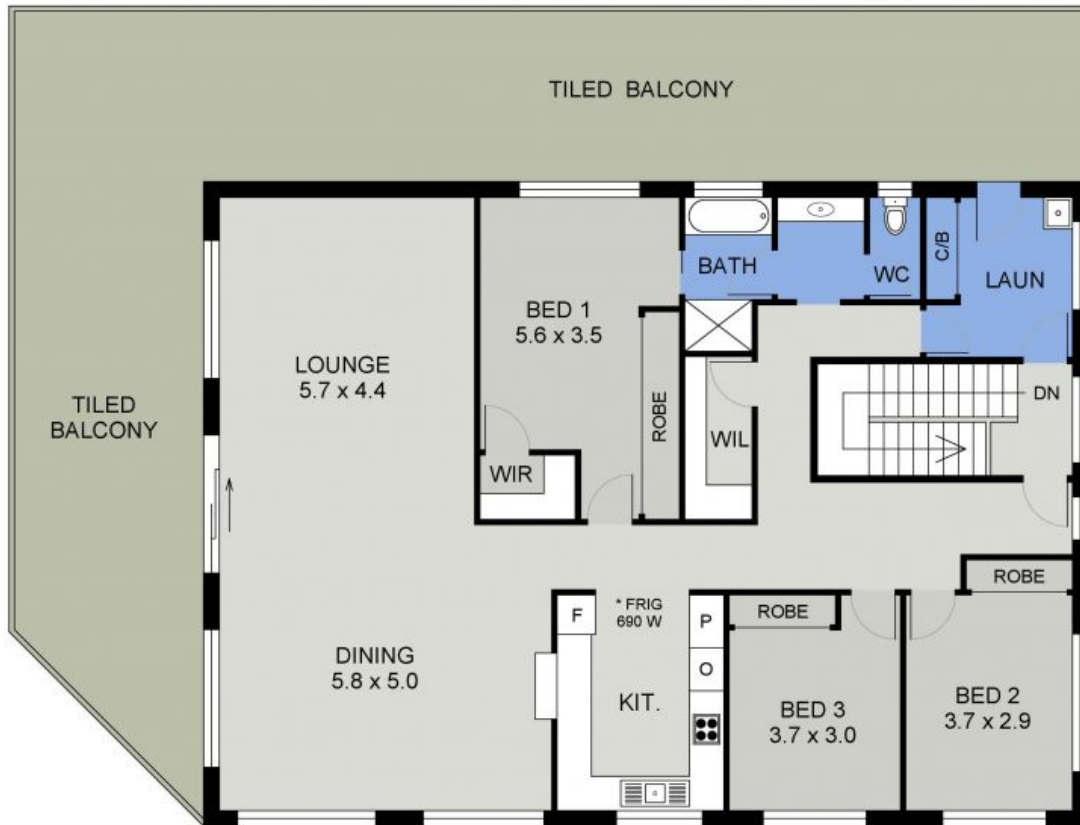 TILED BALCONY
BATH
WC
C/B
LAUN
BED 1
5.6 x 3.5
LOUNGE
5.7 x 4.4
TILED
BALCONY
ROBE
WIL
DN
WIR
ROBE
* FRIG
690 W
F
P
ROBE
O
DINING
5.8 x 5.0
KIT.
BED 3
3.7 x 3.0
BED 2
3.7 x 2.9